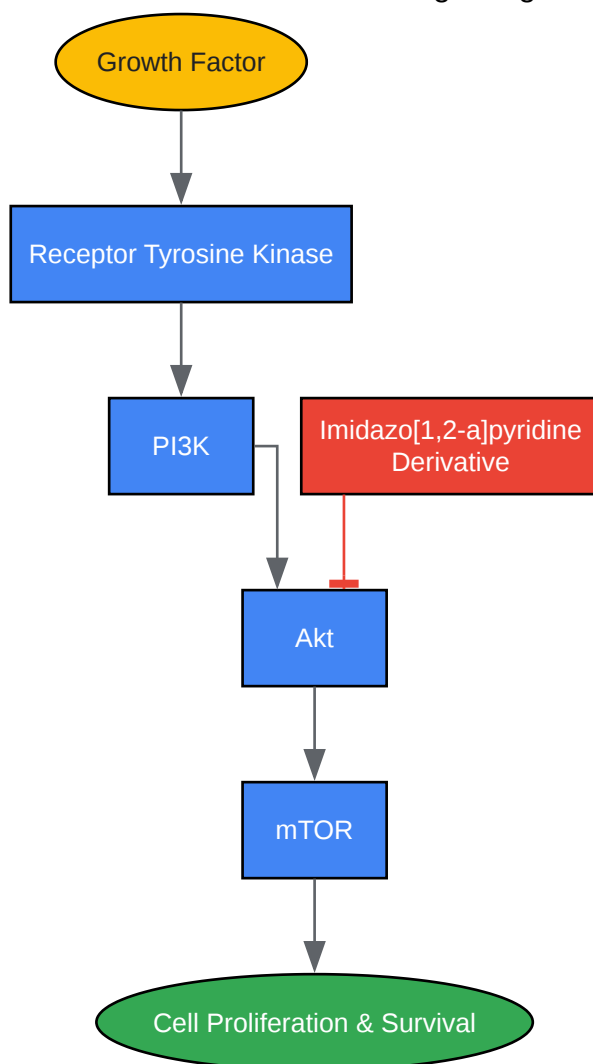 Growth Factor
Receptor Tyrosine Kinase
PI3K
Imidazo[1,2-a]pyridine
Derivative
Akt
mTOR
Cell Proliferation & Survival